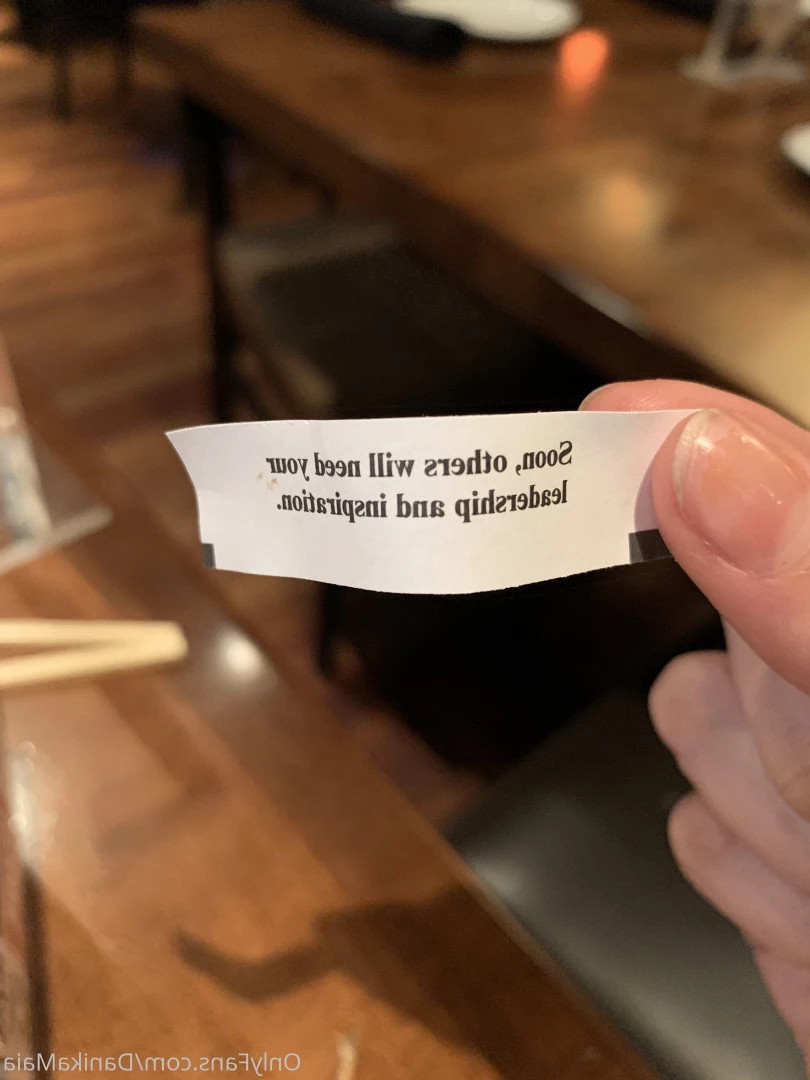 Soon, others will need your
leadership and inspiration.
OnlyFans.com/DanikaMaia